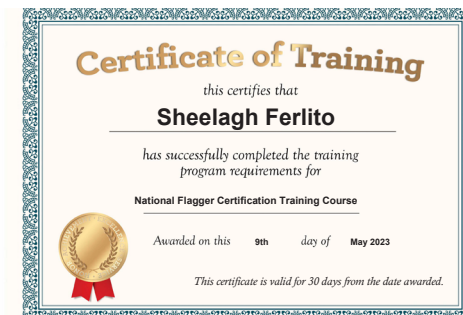 Certificate of Training
this certifies that
Sheelagh Ferlito
has successfully completed the training
program requirements for
National Flagger Certification Training Course
Awarded on this 9th day of May 2023
This certificate is valid for 30 days from the date awarded.